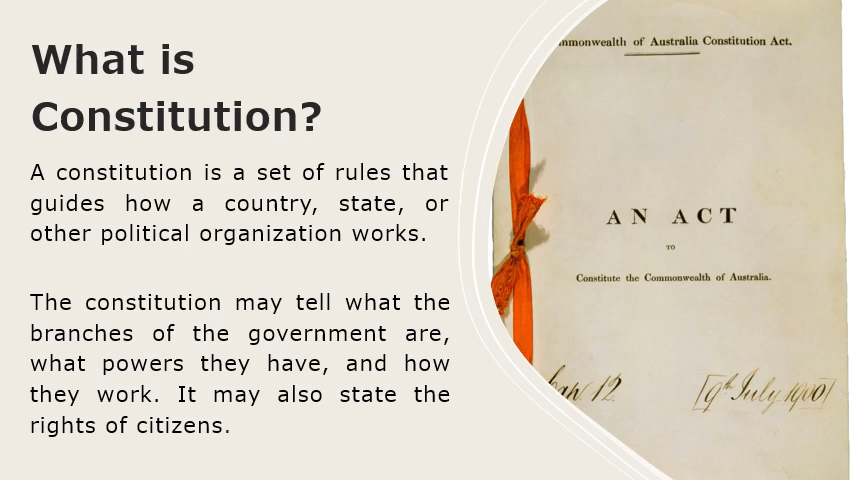 What is
Constitution?
A constitution is a set of rules that
guides how a country, state, or
other political organization works.
The constitution may tell what the
branches of the government are,
what powers they have, and how
they work. It may also state the
rights of citizens.
of Australia Constitution Act.
AN ACT
TO
Constitute the Commonwealth of Australia.
12
[9th July 1900]